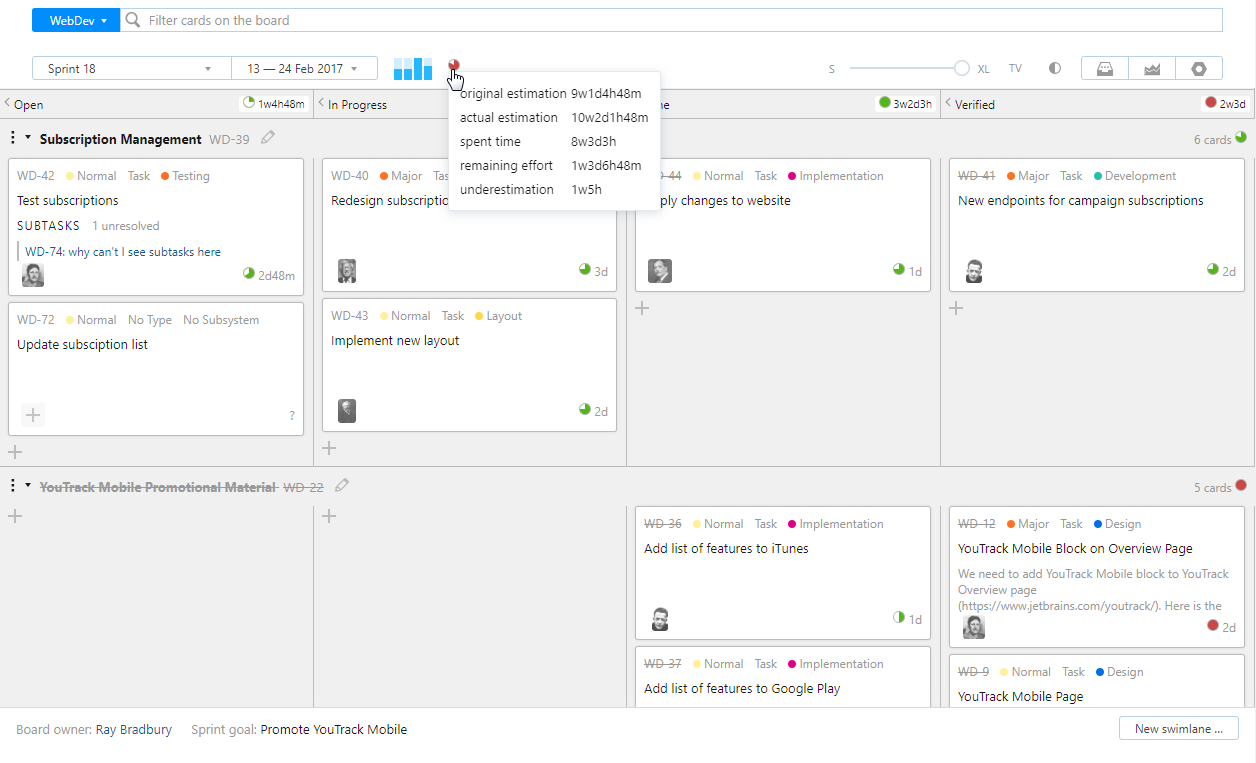 WebDev
Filter cards on the board
Sprint 18
13 — 24 Feb 2017
S
XL
TV
original estimation 9w1d4h48m
actual estimation 10w2d1h48m
spent time 8w3d3h
remaining effort 1w3d6h48m
underestimation 1w5h
Open
1w4h48m
In Progress
ne
3w2d3h
Verified
2w3d
Subscription Management WD-39
6 cards
WD-42 Normal Task Testing
Test subscriptions
SUBTASKS 1 unresolved
WD-74: why can't I see subtasks here
2d48m
WD-72 Normal No Type No Subsystem
Update subsciption list
?
WD-40 Major Tas
Redesign subscriptio
3d
WD-43 Normal Task Layout
Implement new layout
2d
44 Normal Task Implementation
ply changes to website
1d
WD-41 Major Task Development
New endpoints for campaign subscriptions
2d
YouTrack Mobile Promotional Material WD-22
5 cards
WD-36 Normal Task Implementation
Add list of features to iTunes
1d
WD-37 Normal Task Implementation
Add list of features to Google Play
WD-12 Major Task Design
YouTrack Mobile Block on Overview Page
We need to add YouTrack Mobile block to YouTrack
Overview page
(https://www.jetbrains.com/youtrack/). Here is the
2d
WD-9 Normal Task Design
YouTrack Mobile Page
Board owner: Ray Bradbury Sprint goal: Promote YouTrack Mobile
New swimlane ...